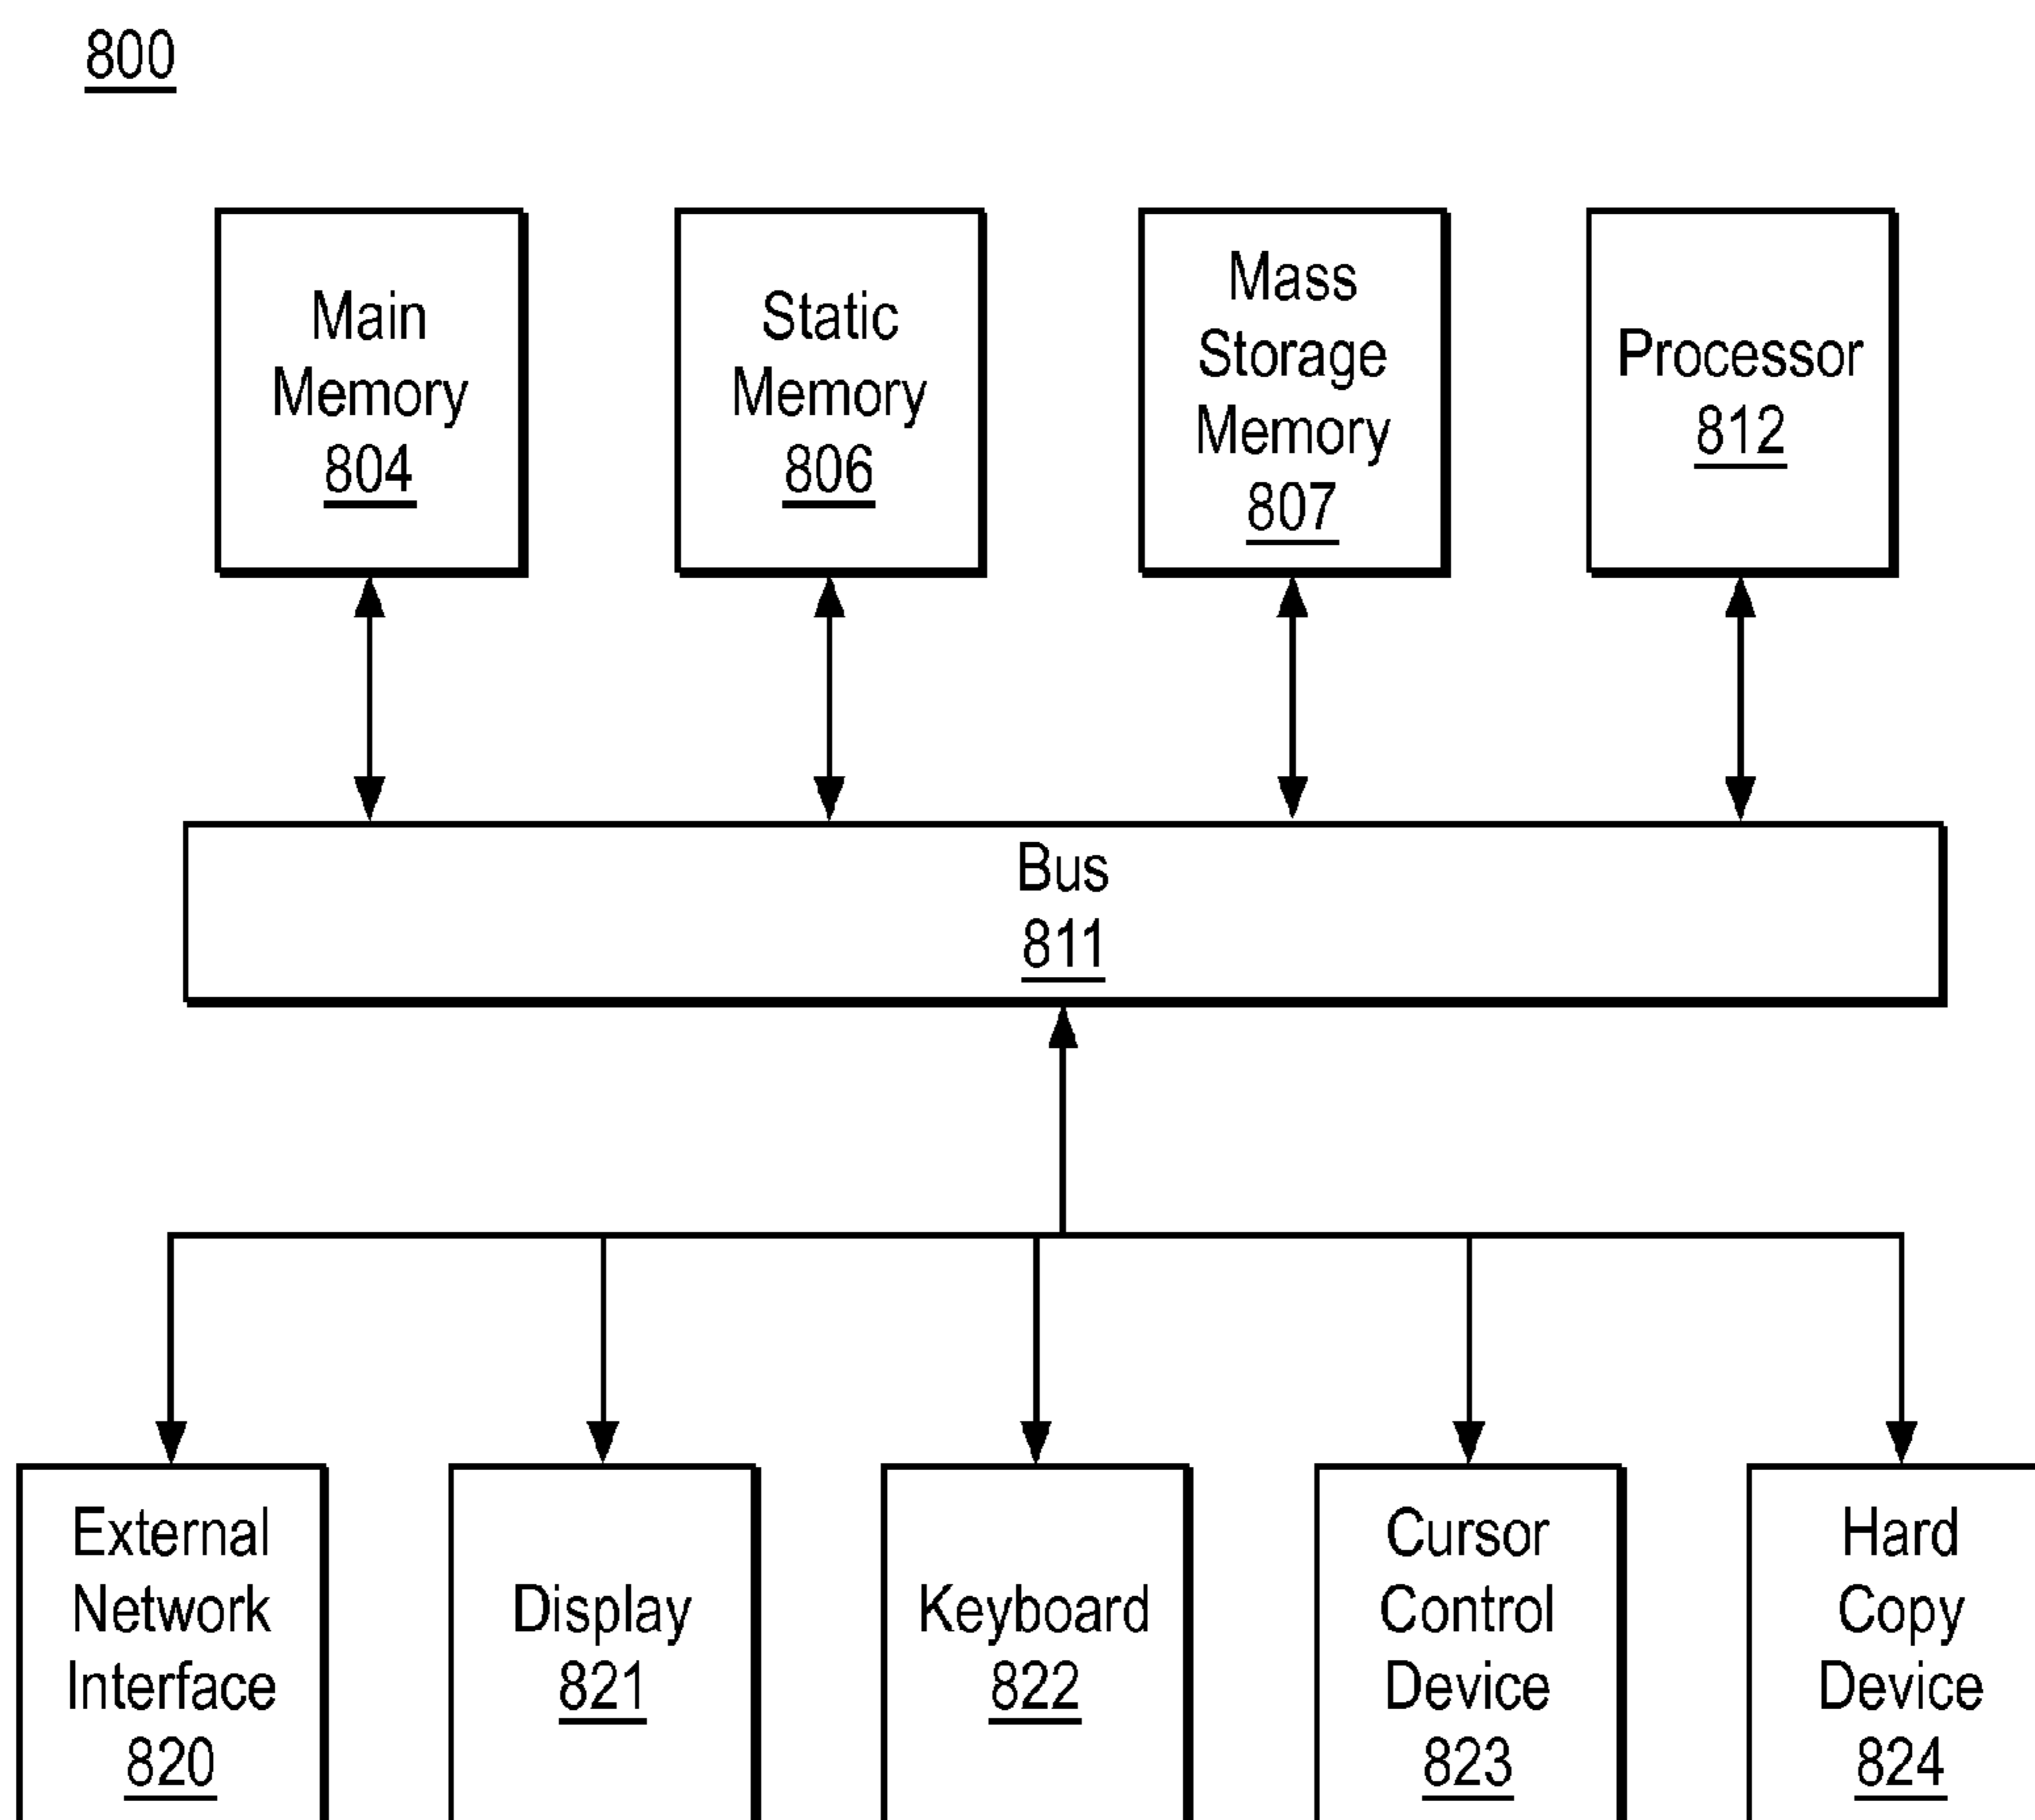 800
Main
Memory
804
Static
Memory
806
Mass
Storage
Memory
807
Processor
812
Bus
811
External
Network
Interface
820
Display
821
Keyboard
822
Cursor
Control
Device
823
Hard
Copy
Device
824